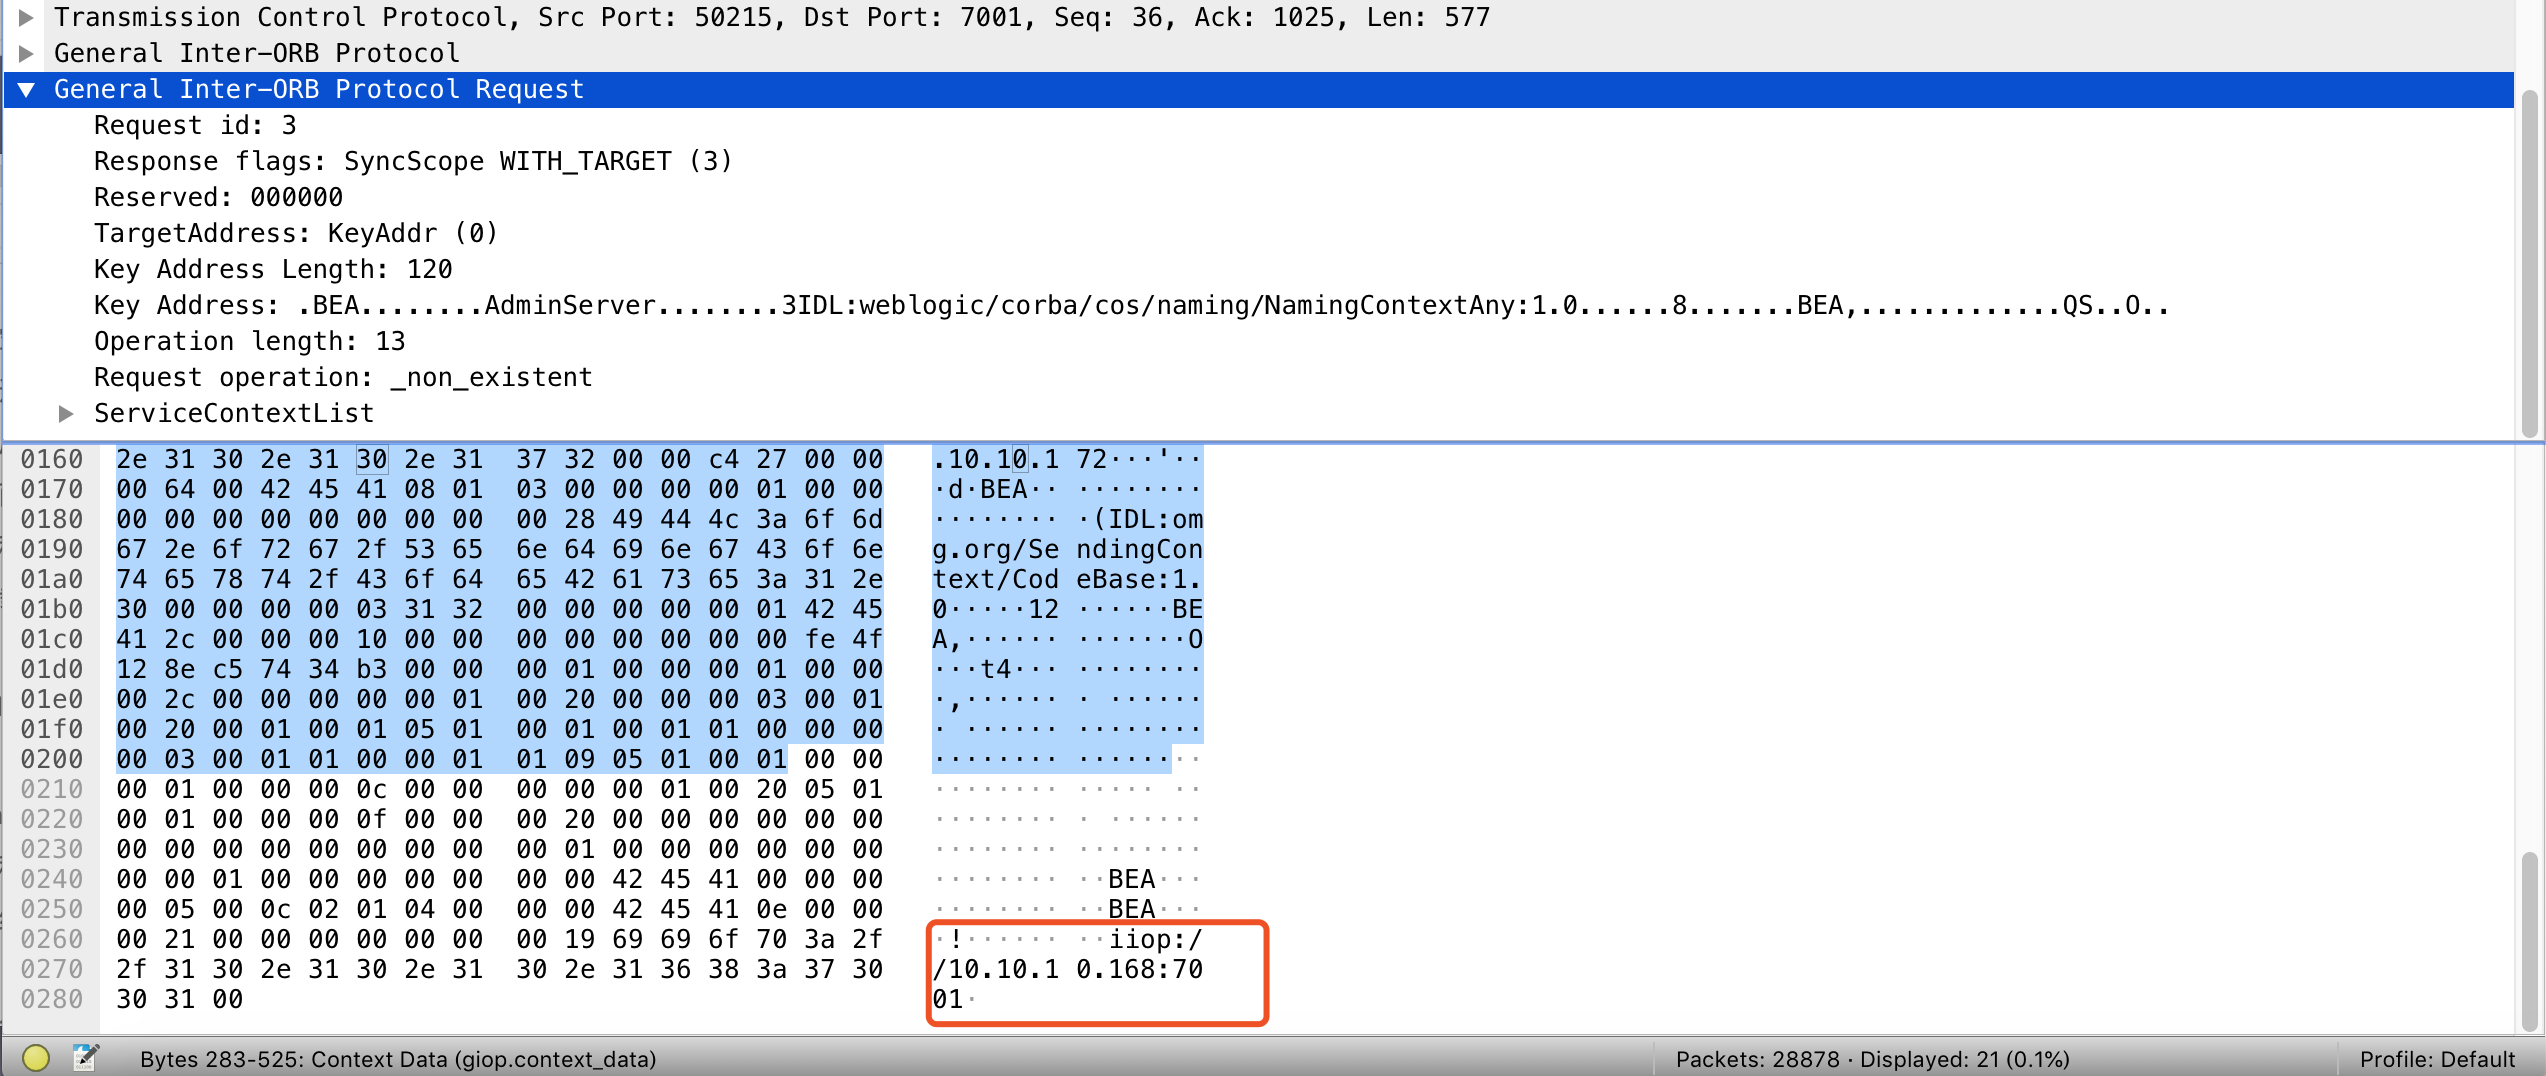 Transmission Control Protocol, Src Port: 50215, Dst Port: 7001, Seq: 36, Ack: 1025, Len: 577
General Inter-ORB Protocol
General Inter-ORB Protocol Request
Request id: 3
Response flags: SyncScope WITH_TARGET (3)
Reserved: 000000
TargetAddress: KeyAddr (0)
Key Address Length: 120
Key Address: .BEA........AdminServer........3IDL:weblogic/corba/cos/naming/NamingContextAny:1.0......8.......BEA,.............QS..O..
Operation length: 13
Request operation: _non_existent
ServiceContextList
0160 2e 31 30 2e 31 30 2e 31 37 32 00 00 c4 27 00 00 .10.10.1 72···'··
0170 00 64 00 42 45 41 08 01 03 00 00 00 00 01 00 00 ·d·BEA·· ········
0180 00 00 00 00 00 00 00 00 00 28 49 44 4c 3a 6f 6d ········ ·(IDL:om
0190 67 2e 6f 72 67 2f 53 65 6e 64 69 6e 67 43 6f 6e g.org/Se ndingCon
01a0 74 65 78 74 2f 43 6f 64 65 42 61 73 65 3a 31 2e text/Cod eBase:1.
01b0 30 00 00 00 00 03 31 32 00 00 00 00 00 01 42 45 0·····12 ······BE
01c0 41 2c 00 00 00 10 00 00 00 00 00 00 00 00 fe 4f A,······ ·······O
01d0 12 8e c5 74 34 b3 00 00 00 01 00 00 00 01 00 00 ···t4··· ········
01e0 00 2c 00 00 00 00 00 01 00 20 00 00 00 03 00 01 ·,······ · ······
01f0 00 20 00 01 00 01 05 01 00 01 00 01 01 00 00 00 · ······ ········
0200 00 03 00 01 01 00 00 01 01 09 05 01 00 01 00 00 ········ ········
0210 00 01 00 00 00 0c 00 00 00 00 00 01 00 20 05 01 ········ ····· ··
0220 00 01 00 00 00 0f 00 00 00 20 00 00 00 00 00 00 ········ · ······
0230 00 00 00 00 00 00 00 00 00 01 00 00 00 00 00 00 ········ ········
0240 00 00 01 00 00 00 00 00 00 00 42 45 41 00 00 00 ········ ··BEA···
0250 00 05 00 0c 02 01 04 00 00 00 42 45 41 0e 00 00 ········ ··BEA···
0260 00 21 00 00 00 00 00 00 00 19 69 69 6f 70 3a 2f ·!······ ··iiop:/
0270 2f 31 30 2e 31 30 2e 31 30 2e 31 36 38 3a 37 30 /10.10.1 0.168:70
0280 30 31 00 01·
Bytes 283-525: Context Data (giop.context_data) Packets: 28878 · Displayed: 21 (0.1%) Profile: Default